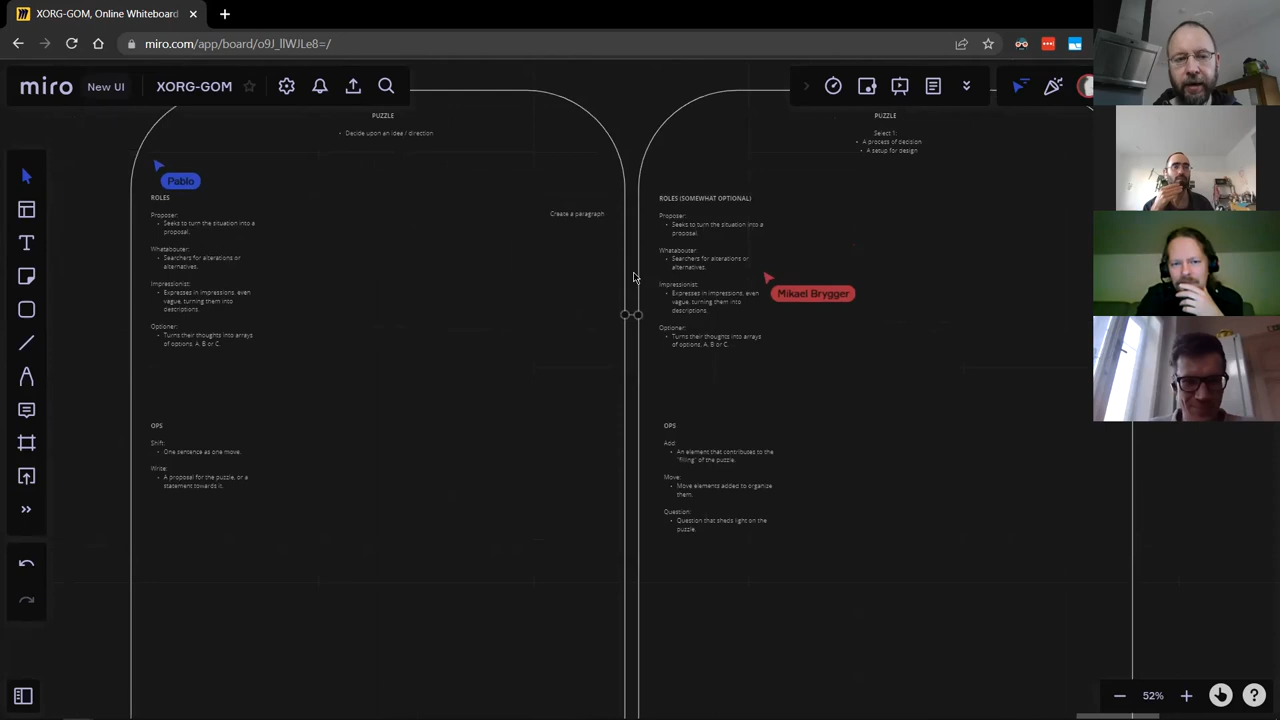 XORG-GOM, Online Whiteboard
miro.com/app/board/o9J_llWJLe8=/
miro
New UI
XORG-GOM
PUZZLE
• Decide upon an idea / direction
Pablo
ROLES
Proposer:
• Seeks to turn the situation into a
proposal.
Whatabouter:
• Searchers for alterations or
alternatives.
Impressionist:
• Expresses in impressions, even
vague, turning them into
descriptions.
Optioner:
• Turns their thoughts into arrays
of options. A, B or C.
Create a paragraph
OPS
Shift:
• One sentence as one move.
Write:
• A proposal for the puzzle, or a
statement towards it.
PUZZLE
Select 1:
• A process of decision
• A setup for design
ROLES (SOMEWHAT OPTIONAL)
Proposer:
• Seeks to turn the situation into a
proposal.
Whatabouter:
• Searchers for alterations or
alternatives.
Impressionist:
• Expresses in impressions, even
vague, turning them into
descriptions.
Optioner:
• Turns their thoughts into arrays
of options. A, B or C.
Mikael Brygger
OPS
Add:
• An element that contributes to the
"filling" of the puzzle.
Move:
• Move elements added to organize
them.
Question:
• Question that sheds light on the
puzzle.
52%